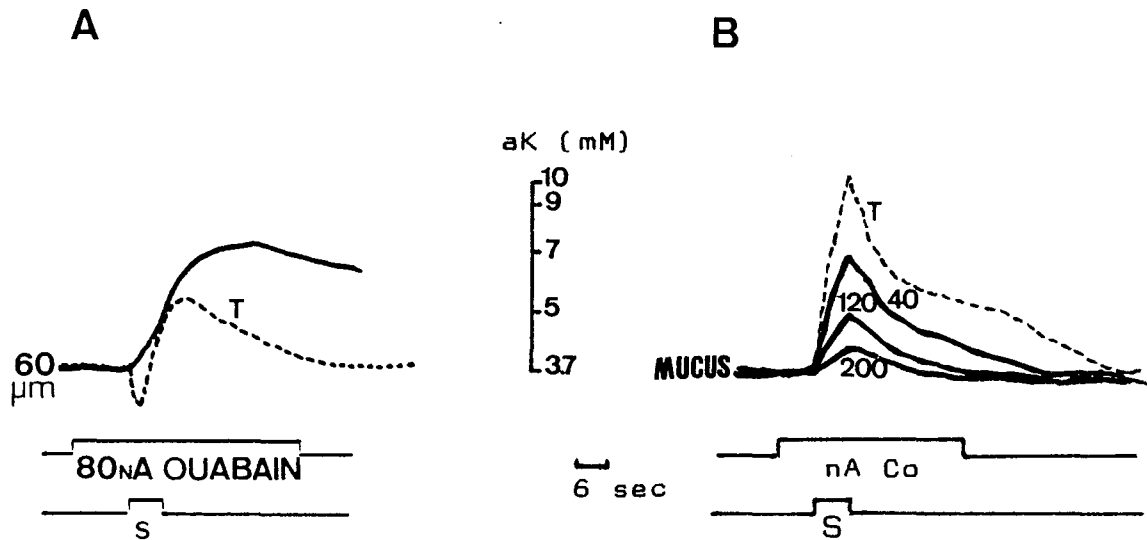 A
B
aK (mM)
10
9
7
5
3.7
T
60
µm
80NA OUABAIN
S
6 sec
T
120 40
200
MUCUS
nA Co
S